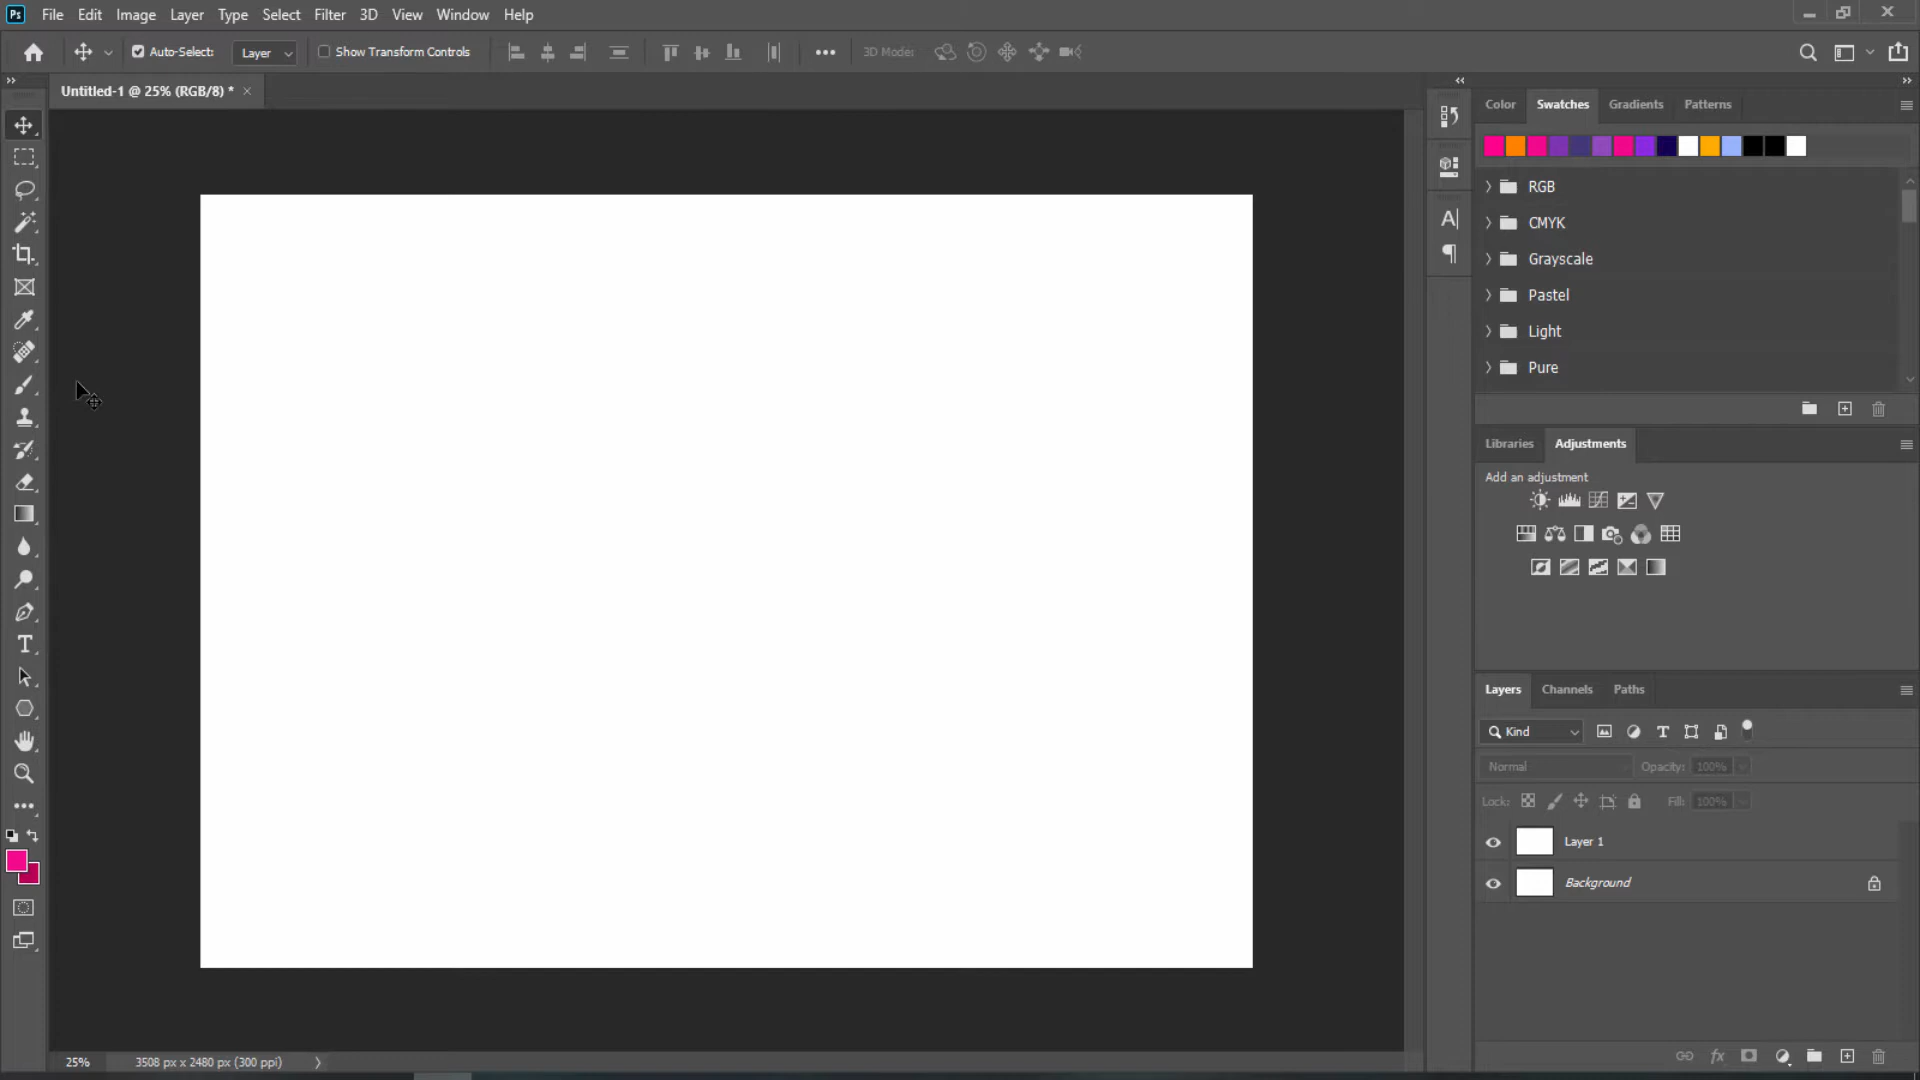 Ps File Edit Image Layer Type Select Filter 3D View Window Help
Auto-Select: Layer Show Transform Controls 3D Mode:
Untitled-1 @ 25% (RGB/8) *
Color Swatches Gradients Patterns
RGB
CMYK
Grayscale
Pastel
Light
Pure
Libraries Adjustments
Add an adjustment
Layers Channels Paths
Kind
Normal Opacity: 100%
Lock: Fill: 100%
Layer 1
Background
25% 3508 px x 2480 px (300 ppi)